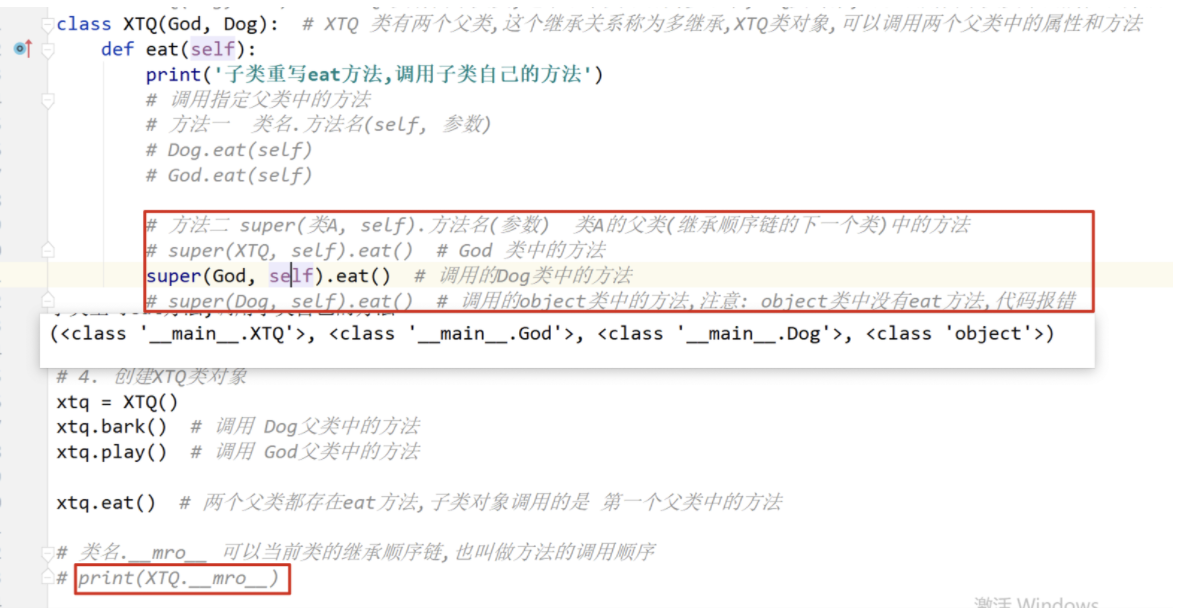 class XTQ(God, Dog):  # XTQ 类有两个父类,这个继承关系称为多继承,XTQ类对象,可以调用两个父类中的属性和方法
def eat(self):
print('子类重写eat方法,调用子类自己的方法')
# 调用指定父类中的方法
# 方法一  类名.方法名(self, 参数)
# Dog.eat(self)
# God.eat(self)
# 方法二 super(类A, self).方法名(参数)  类A的父类(继承顺序链的下一个类)中的方法
# super(XTQ, self).eat()  # God 类中的方法
super(God, self).eat()  # 调用的Dog类中的方法
# super(Dog, self).eat()  # 调用的object类中的方法,注意: object类中没有eat方法,代码报错
(<class '__main__.XTQ'>, <class '__main__.God'>, <class '__main__.Dog'>, <class 'object'>)
# 4. 创建XTQ类对象
xtq = XTQ()
xtq.bark()  # 调用 Dog父类中的方法
xtq.play()  # 调用 God父类中的方法
xtq.eat()  # 两个父类都存在eat方法,子类对象调用的是 第一个父类中的方法
# 类名.__mro__  可以当前类的继承顺序链,也叫做方法的调用顺序
# print(XTQ.__mro__)
激活 Windows